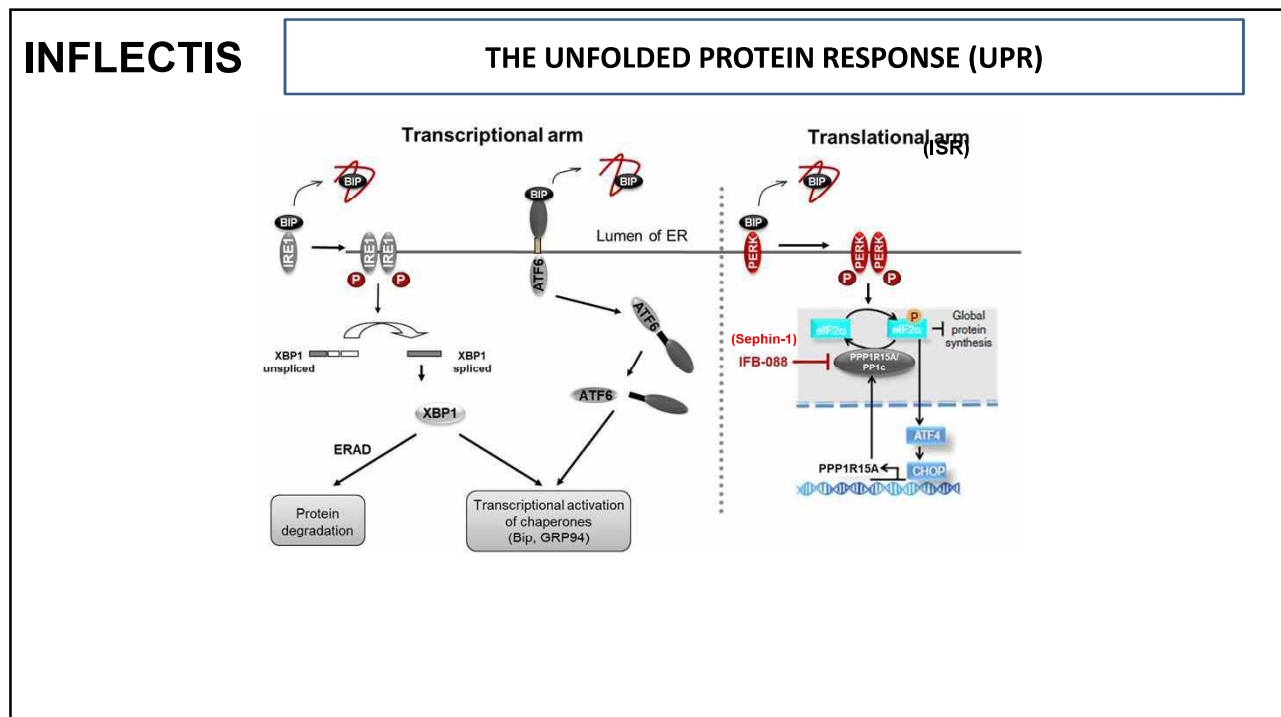 INFLECTIS
THE UNFOLDED PROTEIN RESPONSE (UPR)
Transcriptional arm
Translational arm
(ISR)
BIP
BIP
IRE1
IRE1
IRE1
P
P
BIP
BIP
ATF6
Lumen of ER
BIP
BIP
PERK
PERK
PERK
P
P
XBP1
unspliced
XBP1
spliced
XBP1
ERAD
Protein
degradation
ATF6
ATF6
Transcriptional activation
of chaperones
(Bip, GRP94)
(Sephin-1)
IFB-088
eIF2α
P
eIF2α
Global
protein
synthesis
PPP1R15A/
PP1c
ATF4
PPP1R15A
CHOP